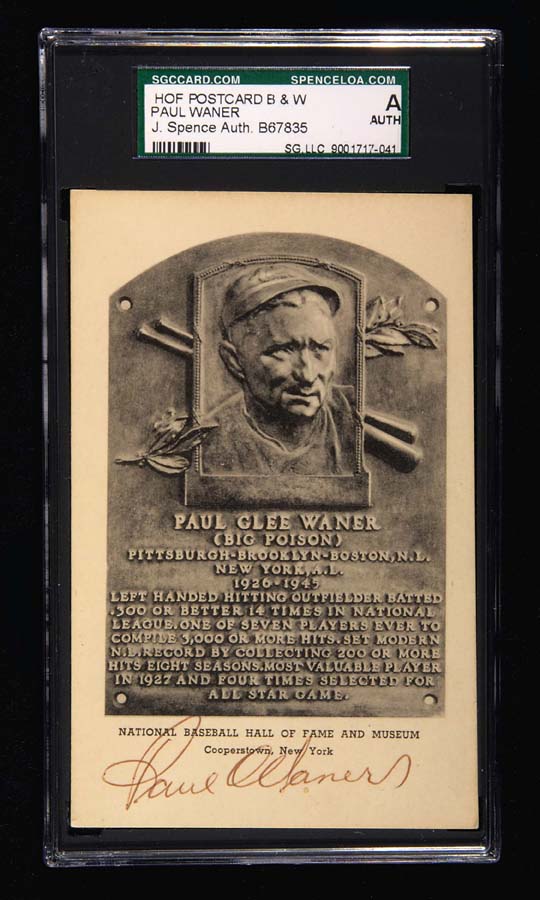 SGCCARD.COM SPENCELOA.COM
HOF POSTCARD B & W A
PAUL WANER AUTH
J. Spence Auth. B67835
SG, LLC 9001717-041
PAUL GLEE WANER
(BIG POISON)
PITTSBURGH-BROOKLYN-BOSTON, N.L.
NEW YORK, A.L.
1926-1945
LEFT HANDED HITTING OUTFIELDER BATTED
.300 OR BETTER 14 TIMES IN NATIONAL
LEAGUE. ONE OF SEVEN PLAYERS EVER TO
COMPILE 3,000 OR MORE HITS. SET MODERN
N.L. RECORD BY COLLECTING 200 OR MORE
HITS EIGHT SEASONS. MOST VALUABLE PLAYER
IN 1927 AND FOUR TIMES SELECTED FOR
ALL STAR GAME.
NATIONAL BASEBALL HALL OF FAME AND MUSEUM
Cooperstown, New York
Paul Waner